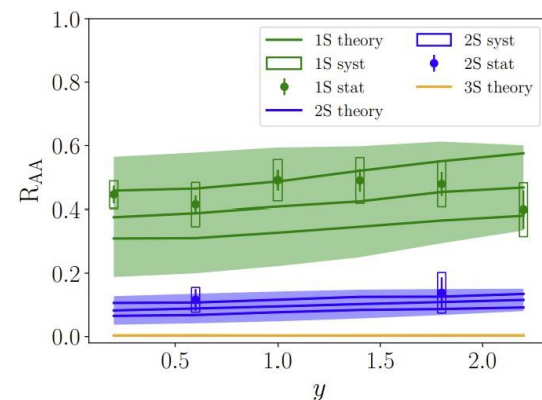 1.0
0.8
0.6
0.4
0.2
0.0
R_AA
1S theory
1S syst
1S stat
2S theory
2S syst
2S stat
3S theory
0.5
1.0
1.5
2.0
y